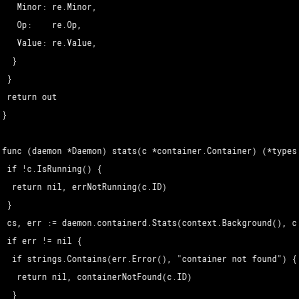 Minor: re.Minor,
Op: re.Op,
Value: re.Value,
}
}
return out
}
func (daemon *Daemon) stats(c *container.Container) (*types
if !c.IsRunning() {
return nil, errNotRunning(c.ID)
}
cs, err := daemon.containerd.Stats(context.Background(), c
if err != nil {
if strings.Contains(err.Error(), "container not found") {
return nil, containerNotFound(c.ID)
}